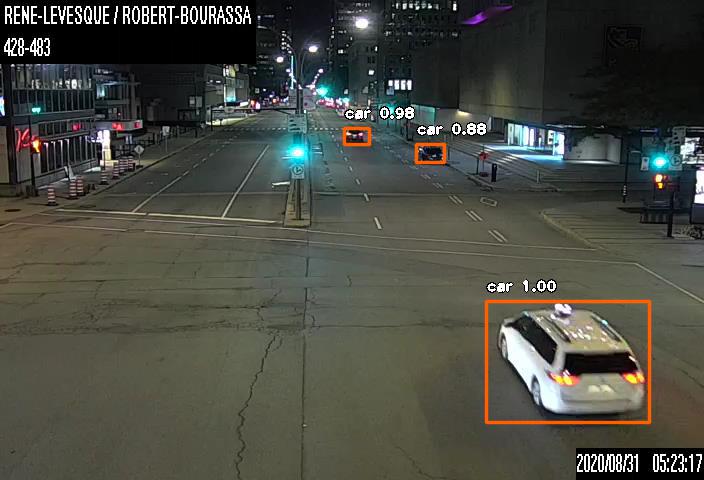 RENE-LEVESQUE / ROBERT-BOURASSA
428-483
car 0.98
car 0.88
car 1.00
2020/08/31 05:23:17